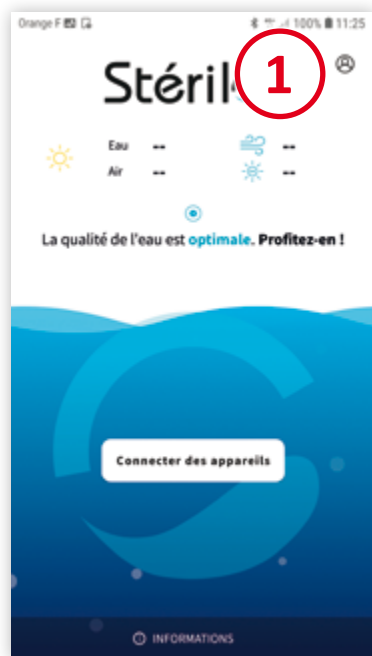 Orange F 100% 11:25
Stéril
1
Eau -- --
Air -- --
La qualité de l'eau est optimale. Profitez-en !
Connecter des appareils
INFORMATIONS